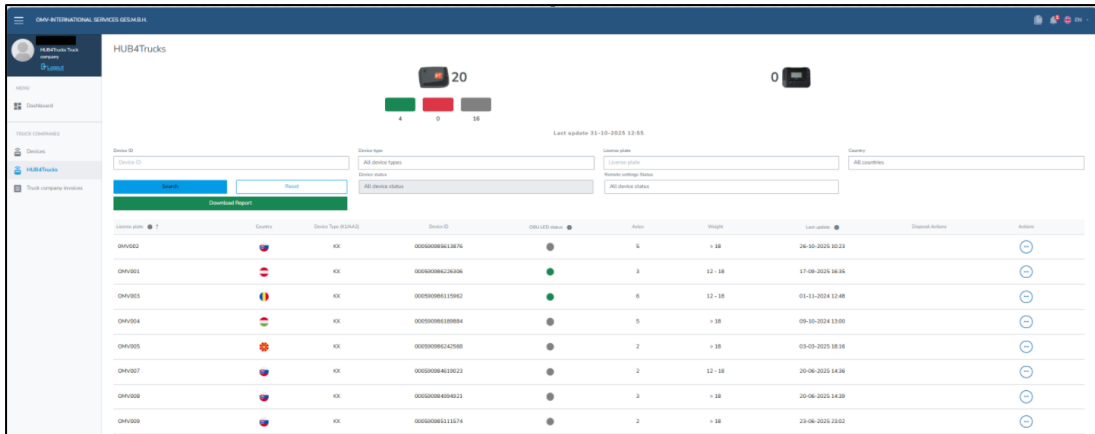 OMV-INTERNATIONAL SERVICES GES.M.B.H.
EN
HUB4Trucks Truck
company
Logout
HUB4Trucks
20
0
MENU
Dashboard
4 0 16
TRUCK COMPANIES
Last update 31-10-2025 12:55
Devices
HUB4Trucks
Truck company invoices
Device ID Device type License plate Country
Device ID All device types License plate All countries
Device status Remote settings Status
Search Reset All device status All device status
Download Report
License plate ? Country Device Type (KX/AX2) Device ID OBU LED status Axles Weight Last update Disposal Actions Actions
OMV002 KX 000500985613876 5 > 18 26-10-2025 10:23
OMV001 KX 000500986226306 3 12 - 18 17-09-2025 16:35
OMV003 KX 000500986115962 6 12 - 18 01-11-2024 12:48
OMV004 KX 000500986189884 5 > 18 09-10-2024 13:00
OMV005 KX 2 > 18 03-03-2025 18:16
OMV007 KX 000500984619023 2 12 - 18 20-06-2025 14:36
OMV008 KX 3 > 18 20-06-2025 14:28
OMV009 KX 000500985111574 2 > 18 23-06-2025 23:02